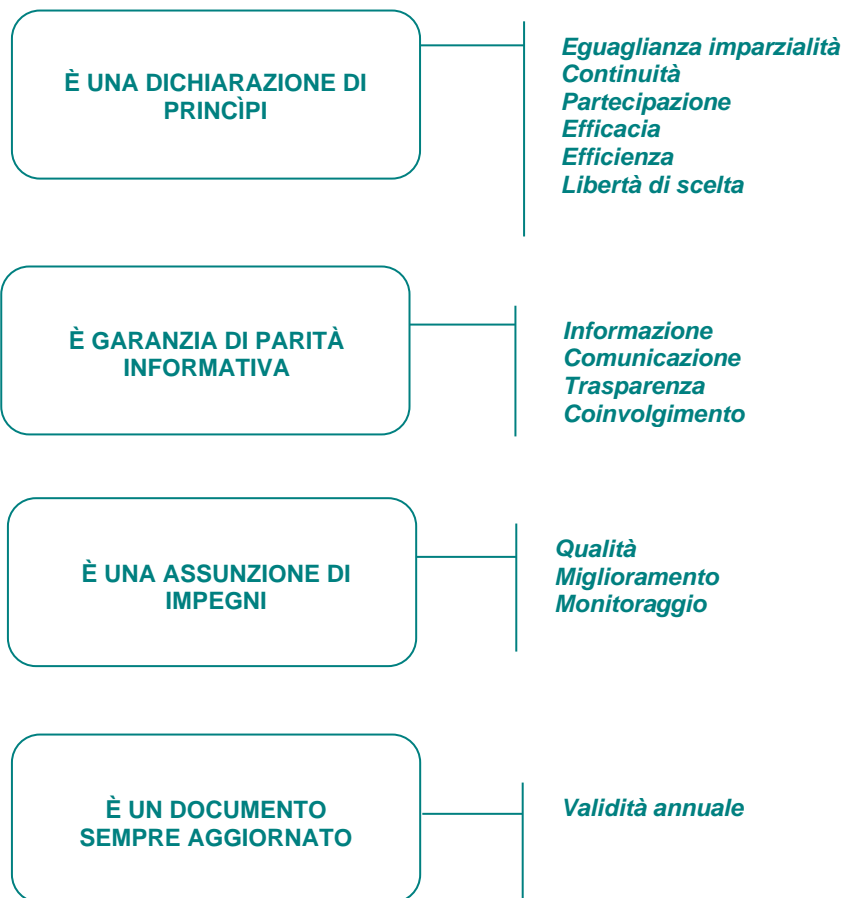 È UNA DICHIARAZIONE DI
PRINCÌPI
Eguaglianza imparzialità
Continuità
Partecipazione
Efficacia
Efficienza
Libertà di scelta
È GARANZIA DI PARITÀ
INFORMATIVA
Informazione
Comunicazione
Trasparenza
Coinvolgimento
È UNA ASSUNZIONE DI
IMPEGNI
Qualità
Miglioramento
Monitoraggio
È UN DOCUMENTO
SEMPRE AGGIORNATO
Validità annuale